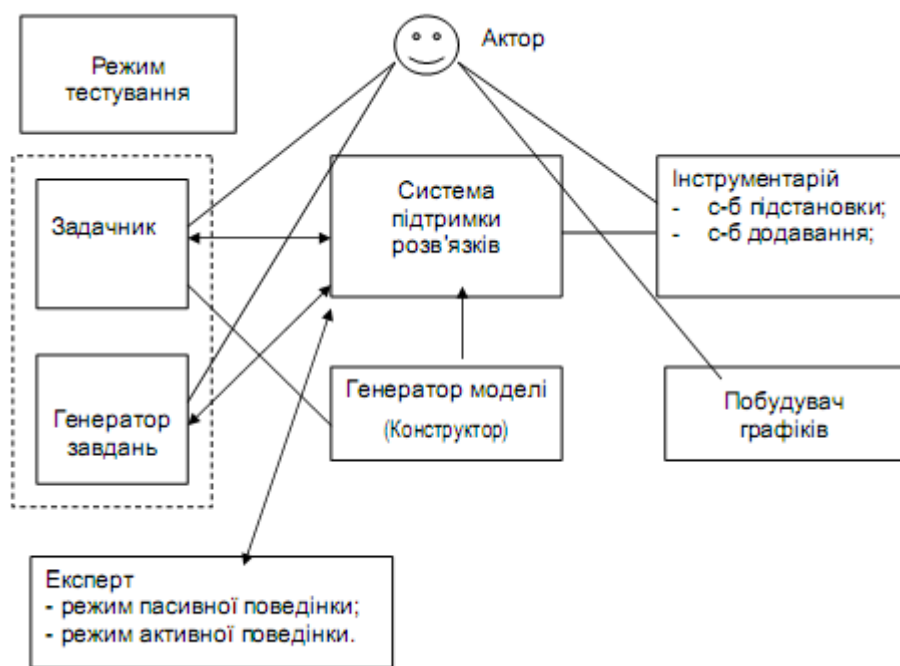 Актор
Режим
тестування
Задачник
Система
підтримки
розв'язків
Інструментарій
- с-б підстановки;
- с-б додавання;
Генератор
завдань
Генератор моделі
(Конструктор)
Побудувач
графіків
Експерт
- режим пасивної поведінки;
- режим активної поведінки.